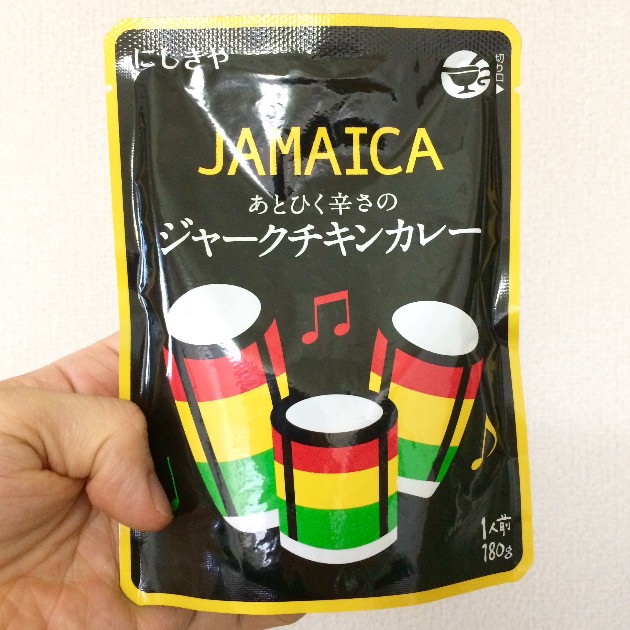 にしきや
切り口
JAMAICA
あとひく辛さの
ジャークチキンカレー
1人前
180g